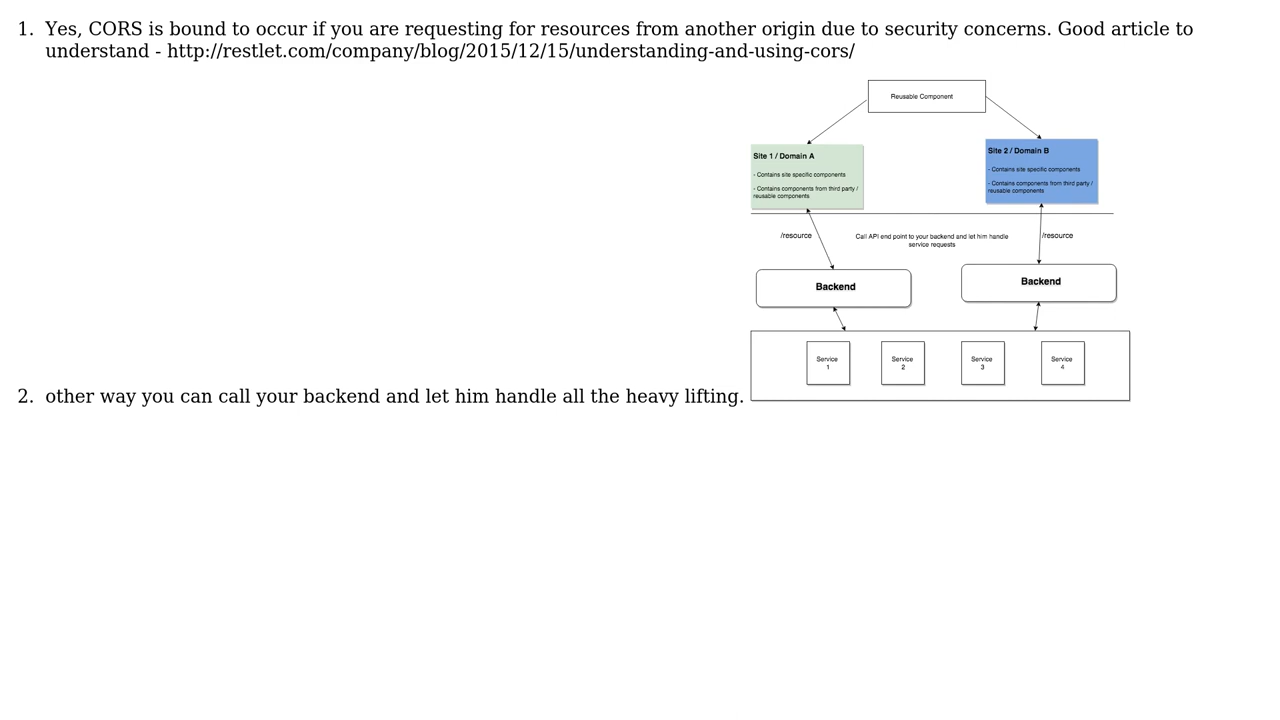 1. Yes, CORS is bound to occur if you are requesting for resources from another origin due to security concerns. Good article to
understand - http://restlet.com/company/blog/2015/12/15/understanding-and-using-cors/
Reusable Component
Site 1 / Domain A
- Contains site specific components
- Contains components from third party /
reusable components
Site 2 / Domain B
- Contains site specific components
- Contains components from third party /
reusable components
/resource
Call API end point to your backend and let him handle
service requests
/resource
Backend
Backend
Service
1
Service
2
Service
3
Service
4
2. other way you can call your backend and let him handle all the heavy lifting.